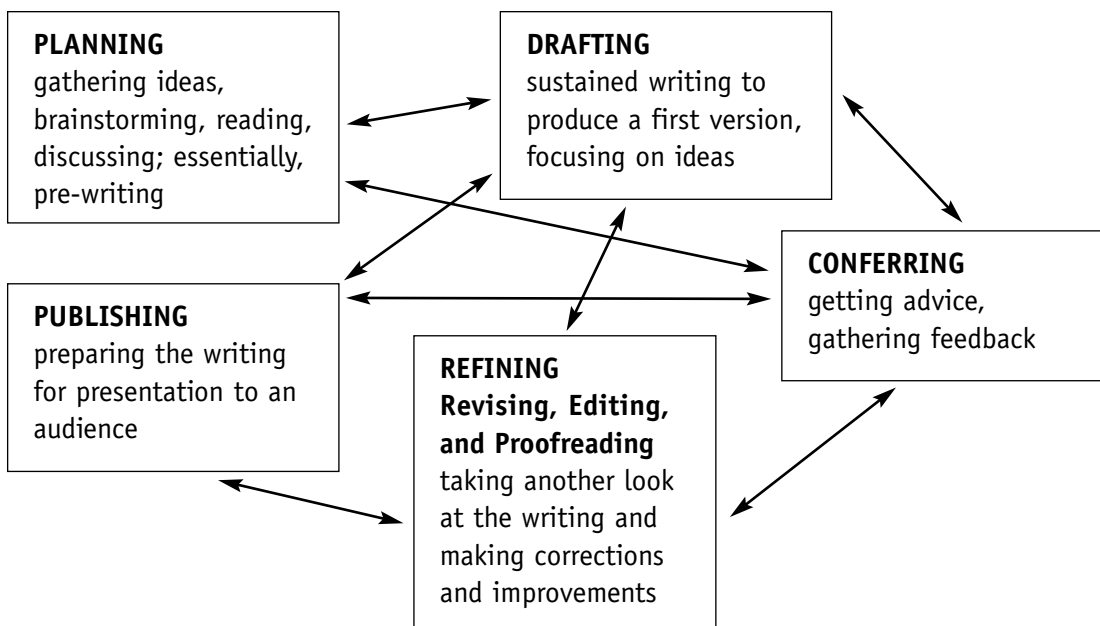 PLANNING
gathering ideas,
brainstorming, reading,
discussing; essentially,
pre-writing
DRAFTING
sustained writing to
produce a first version,
focusing on ideas
CONFERRING
getting advice,
gathering feedback
PUBLISHING
preparing the writing
for presentation to an
audience
REFINING
Revising, Editing,
and Proofreading
taking another look
at the writing and
making corrections
and improvements